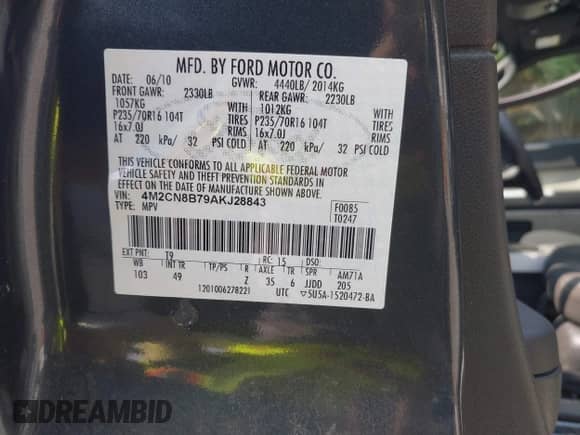 MFD. BY FORD MOTOR CO.
DATE: 06/10 GVWR: 4440LB/ 2014KG
FRONT GAWR: 2330LB REAR GAWR: 2230LB
1057KG WITH 1012KG WITH
P235/70R16 104T TIRES P235/70R16 104T TIRES
16x7.0J RIMS 16x7.0J RIMS
AT 220 kPa/ 32 PSI COLD AT 220 kPa/ 32 PSI COLD
THIS VEHICLE CONFORMS TO ALL APPLICABLE FEDERAL MOTOR
VEHICLE SAFETY AND THEFT PREVENTION STANDARDS IN
EFFECT ON THE DATE OF MANUFACTURE SHOWN ABOVE.
VIN: 4M2CN8B79AKJ28843 F0085
TYPE: MPV T0247
EXT PNT: T9 RC: 15 DSO:
WB INT TR TP/PS R AXLE TR SPR AM71A
103 49 Z 35 6 JJDD 205
1201006278221 UTC ▽5U5A-1520472-BA
DREAMBID